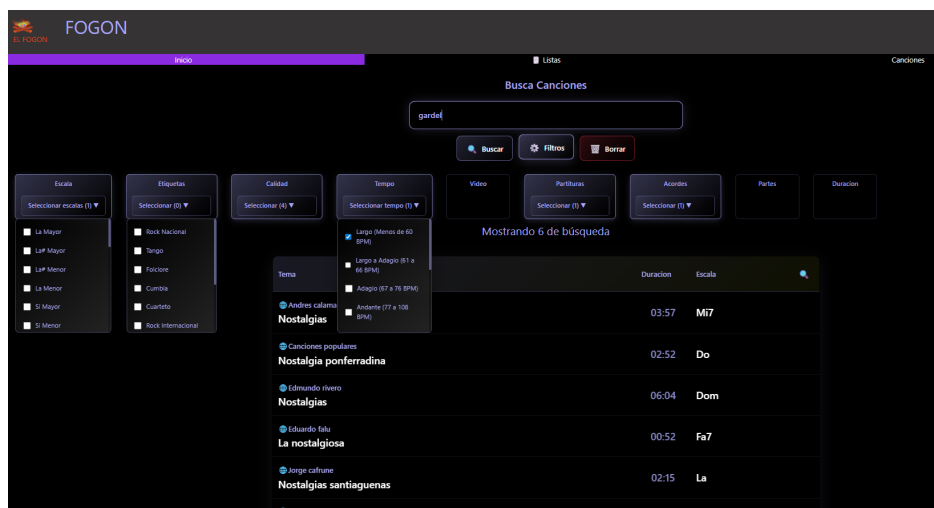 FOGON
EL FOGON
Inicio
Listas
Canciones
Busca Canciones
gardel
Buscar
Filtros
Borrar
Escala
Etiquetas
Calidad
Tempo
Video
Partituras
Acordes
Partes
Duracion
Seleccionar escalas (1) ▼
Seleccionar (0) ▼
Seleccionar (4) ▼
Seleccionar tempo (1) ▼
Seleccionar (1) ▼
Seleccionar (1) ▼
La Mayor
La# Mayor
La# Menor
La Menor
Si Mayor
Si Menor
Rock Nacional
Tango
Folclore
Cumbia
Cuarteto
Rock Internacional
Largo (Menos de 60
BPM)
Largo a Adagio (61 a
66 BPM)
Adagio (67 a 76 BPM)
Andante (77 a 108
BPM)
Mostrando 6 de búsqueda
Tema
Duracion
Escala
Andres calama
Nostalgias
03:57
Mi7
Canciones populares
Nostalgia ponferradina
02:52
Do
Edmundo rivero
Nostalgias
06:04
Dom
Eduardo falu
La nostalgiosa
00:52
Fa7
Jorge cafrune
Nostalgias santiaguenas
02:15
La